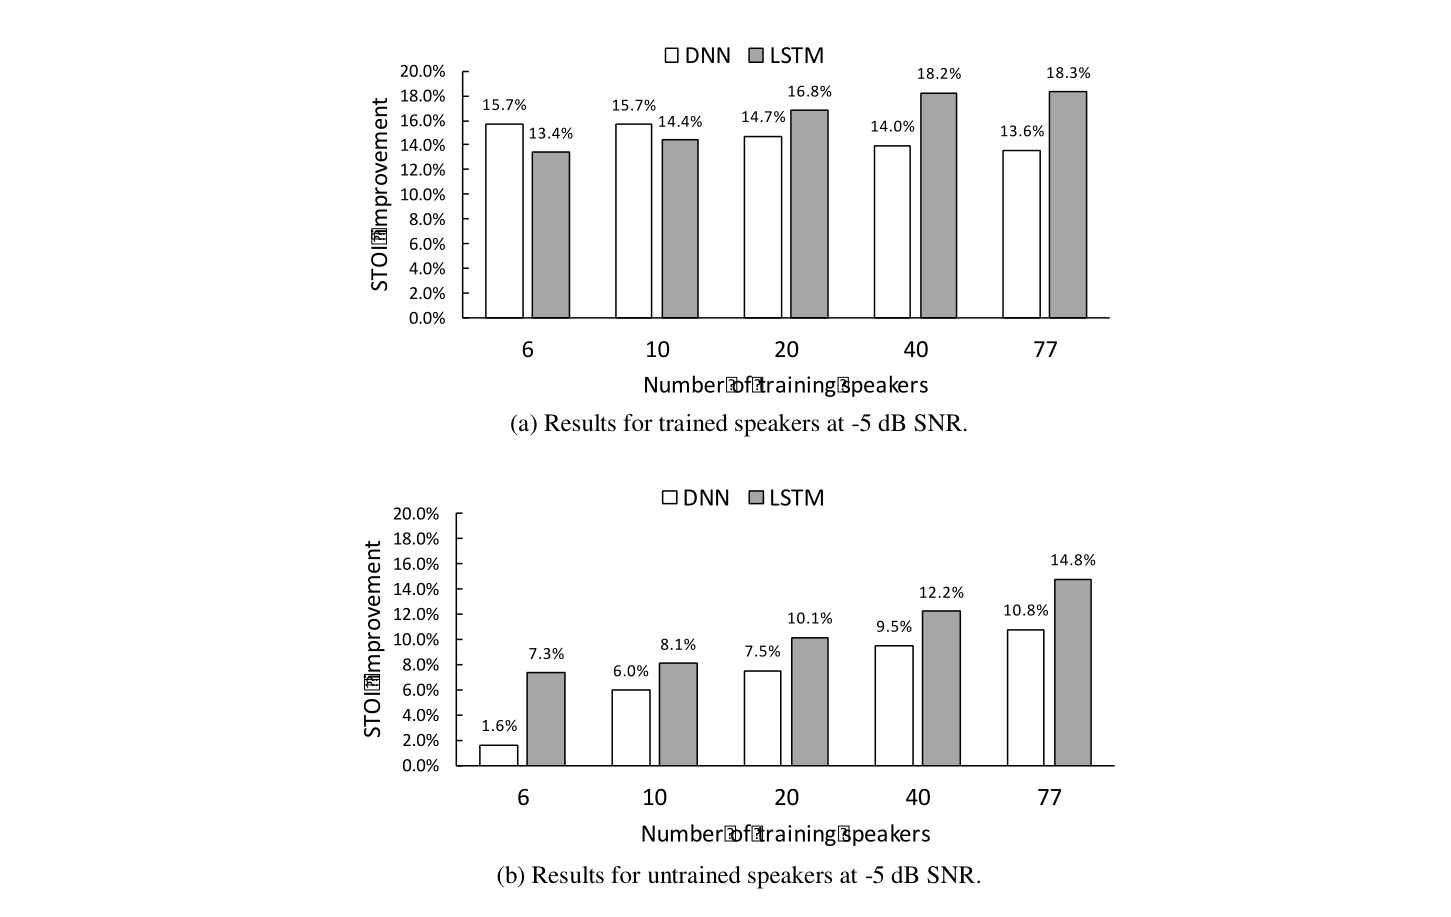 DNN LSTM
20.0%
18.0%
16.0%
14.0%
12.0%
10.0%
8.0%
6.0%
4.0%
2.0%
0.0%
STOI Improvement
15.7% 13.4% 15.7% 14.4% 14.7% 16.8% 14.0% 18.2% 13.6% 18.3%
6 10 20 40 77
Number of training speakers
(a) Results for trained speakers at -5 dB SNR.
DNN LSTM
20.0%
18.0%
16.0%
14.0%
12.0%
10.0%
8.0%
6.0%
4.0%
2.0%
0.0%
STOI Improvement
1.6% 7.3% 6.0% 8.1% 7.5% 10.1% 9.5% 12.2% 10.8% 14.8%
6 10 20 40 77
Number of training speakers
(b) Results for untrained speakers at -5 dB SNR.